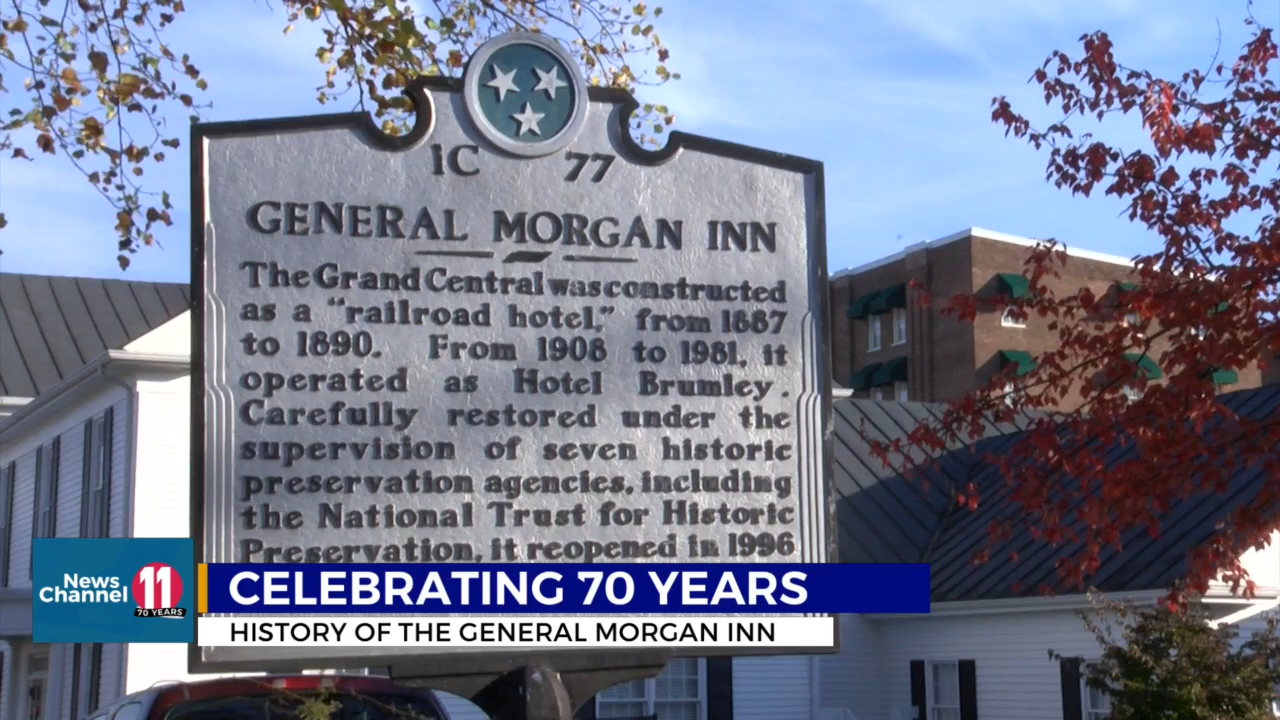 1C 77
GENERAL MORGAN INN
The Grand Central was constructed
as a "railroad hotel," from 1887
to 1890. From 1908 to 1981, it
operated as Hotel Brumley.
Carefully restored under the
supervision of seven historic
preservation agencies, including
the National Trust for Historic
Preservation, it reopened in 1996
News
Channel 11
70 YEARS
CELEBRATING 70 YEARS
HISTORY OF THE GENERAL MORGAN INN